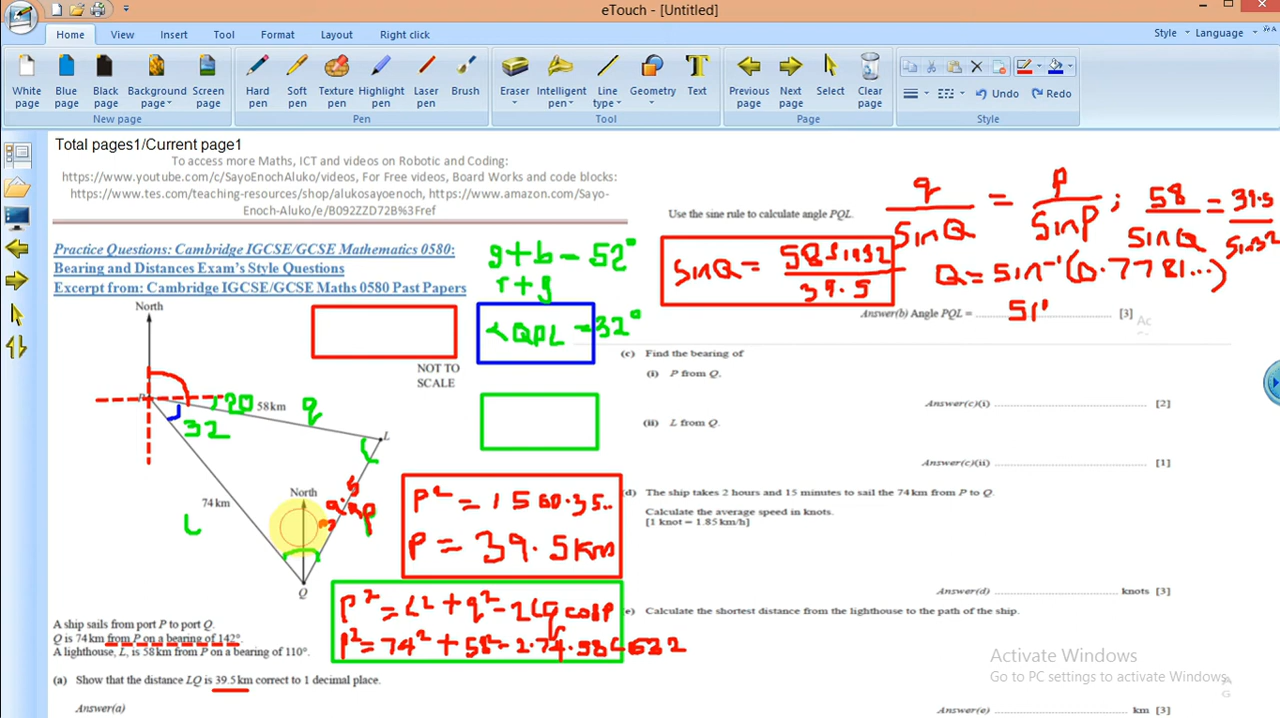 eTouch - [Untitled]
Home View Insert Tool Format Layout Right click
Style Language
White page
Blue page
Black page
Background page
Screen page
New page
Hard pen
Soft pen
Texture pen
Highlight pen
Laser pen
Brush
Pen
Eraser
Intelligent pen
Line type
Geometry
Text
Tool
Previous page
Next page
Select
Clear page
Page
Undo
Redo
Style
Total pages1/Current page1
To access more Maths, ICT and videos on Robotic and Coding:
https://www.youtube.com/c/SayoEnochAluko/videos, For Free videos, Board Works and code blocks:
https://www.tes.com/teaching-resources/shop/alukosayoenoch, https://www.amazon.com/Sayo-
Enoch-Aluko/e/B092ZZD72B%3Fref
Practice Questions: Cambridge IGCSE/GCSE Mathematics 0580:
Bearing and Distances Exam's Style Questions
Excerpt from: Cambridge IGCSE/GCSE Maths 0580 Past Papers
g+b - 52°
r+g
<QPL =32°
North
NOT TO
SCALE
20
58km
q
L
32
74km
L
North
p
Q
P² = 1560.35..
P = 39.5km
P² = L² + q² - 2Lq cosP
P² = 74² + 58² - 2.74.58
A ship sails from port P to port Q.
Q is 74km from P on a bearing of 142°.
A lighthouse, L, is 58km from P on a bearing of 110°.
(a) Show that the distance LQ is 39.5km correct to 1 decimal place.
Answer(a)
Use the sine rule to calculate angle PQL.
q/SinQ = p/SinP ; 58/SinQ = 39.5/Sin32
SinQ = 58Sin32/39.5
Q = sin⁻¹(0.7781...)
Answer(b) Angle PQL = 51 [3]
(c) Find the bearing of
(i) P from Q.
Answer(c)(i) [2]
(ii) L from Q.
Answer(c)(ii) [1]
(d) The ship takes 2 hours and 15 minutes to sail the 74km from P to Q.
Calculate the average speed in knots.
[1 knot = 1.85 km/h]
Answer(d) knots [3]
(e) Calculate the shortest distance from the lighthouse to the path of the ship.
Answer(e) km [3]
Activate Windows
Go to PC settings to activate Windows.